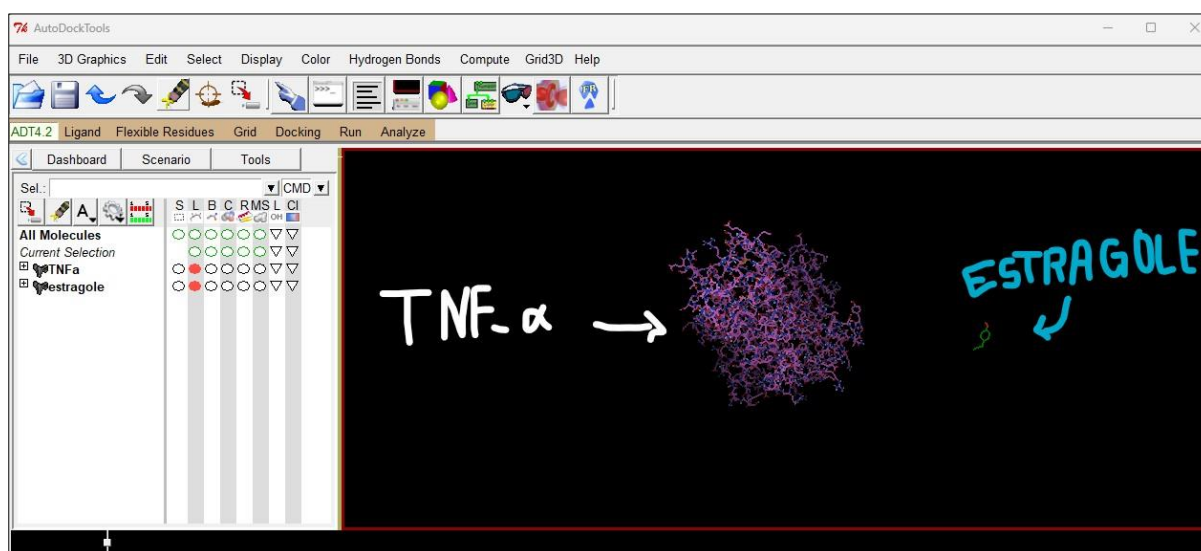 AutoDockTools
File 3D Graphics Edit Select Display Color Hydrogen Bonds Compute Grid3D Help
ADT4.2 Ligand Flexible Residues Grid Docking Run Analyze
Dashboard Scenario Tools
Sel.: CMD
S L B C R MS L Cl
All Molecules
Current Selection
TNFa
estragole
TNF-α
ESTRAGOLE